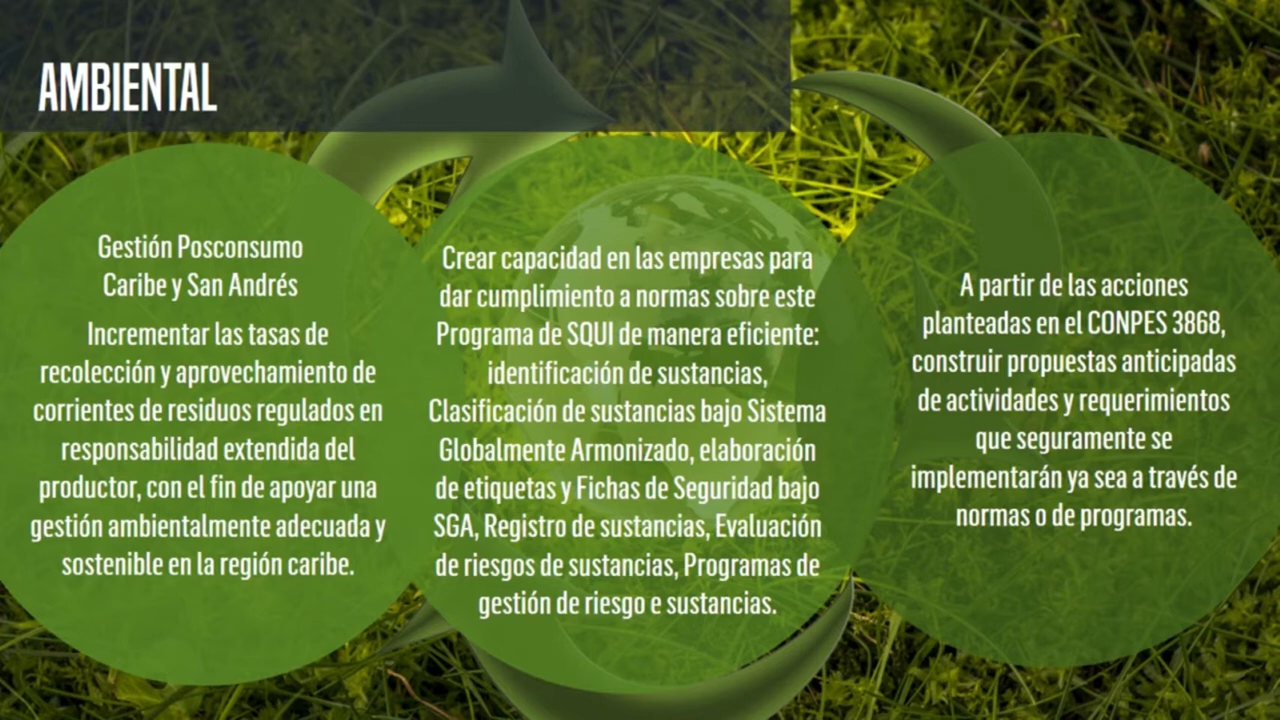 AMBIENTAL
Gestión Posconsumo
Caribe y San Andrés
Incrementar las tasas de
recolección y aprovechamiento de
corrientes de residuos regulados en
responsabilidad extendida del
productor, con el fin de apoyar una
gestión ambientalmente adecuada y
sostenible en la región caribe.
Crear capacidad en las empresas para
dar cumplimiento a normas sobre este
Programa de SQUI de manera eficiente:
identificación de sustancias,
Clasificación de sustancias bajo Sistema
Globalmente Armonizado, elaboración
de etiquetas y Fichas de Seguridad bajo
SGA, Registro de sustancias, Evaluación
de riesgos de sustancias, Programas de
gestión de riesgo e sustancias.
A partir de las acciones
planteadas en el CONPES 3868,
construir propuestas anticipadas
de actividades y requerimientos
que seguramente se
implementarán ya sea a través de
normas o de programas.